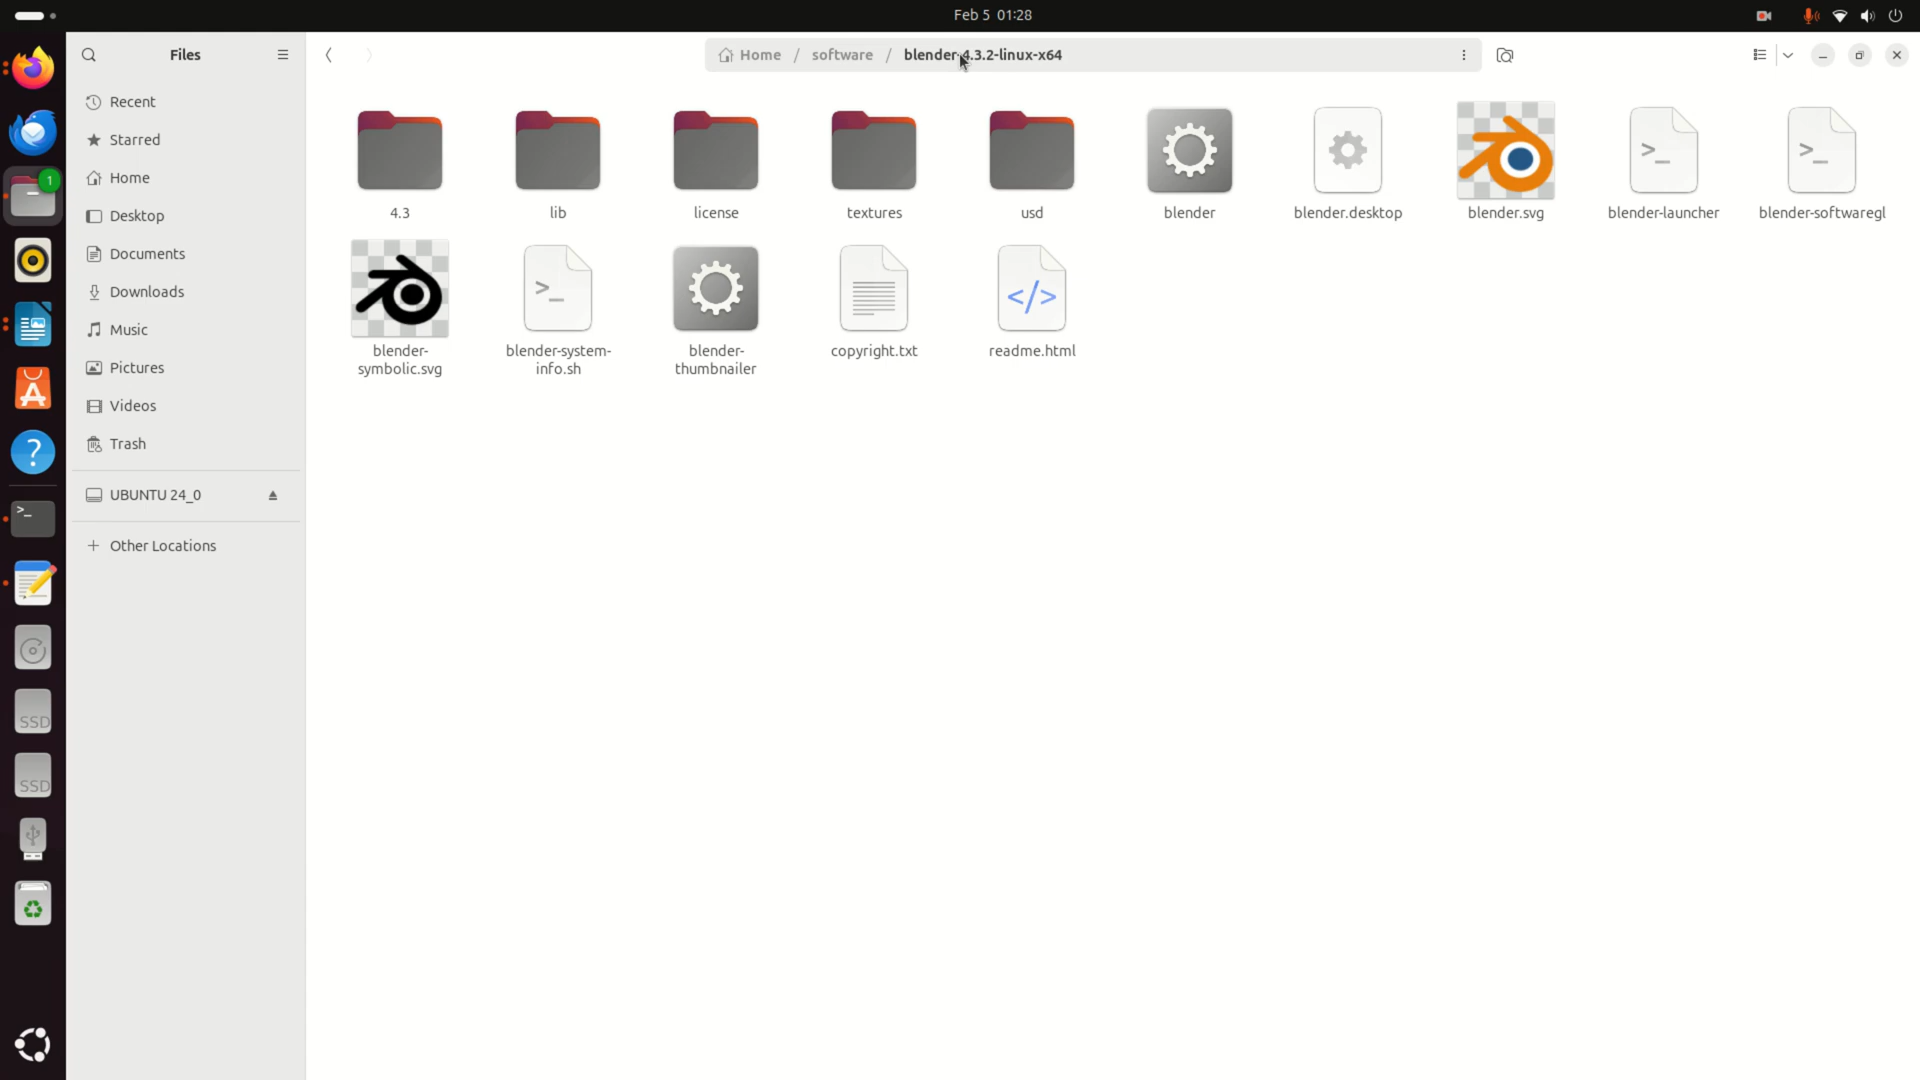 Feb 5 01:28
Files
Home / software / blender-4.3.2-linux-x64
1
Recent
Starred
Home
Desktop
Documents
Downloads
Music
Pictures
Videos
Trash
UBUNTU 24_0
Other Locations
4.3
lib
license
textures
usd
blender
blender.desktop
blender.svg
blender-launcher
blender-softwaregl
blender-
symbolic.svg
blender-system-
info.sh
blender-
thumbnailer
copyright.txt
readme.html
SSD
SSD